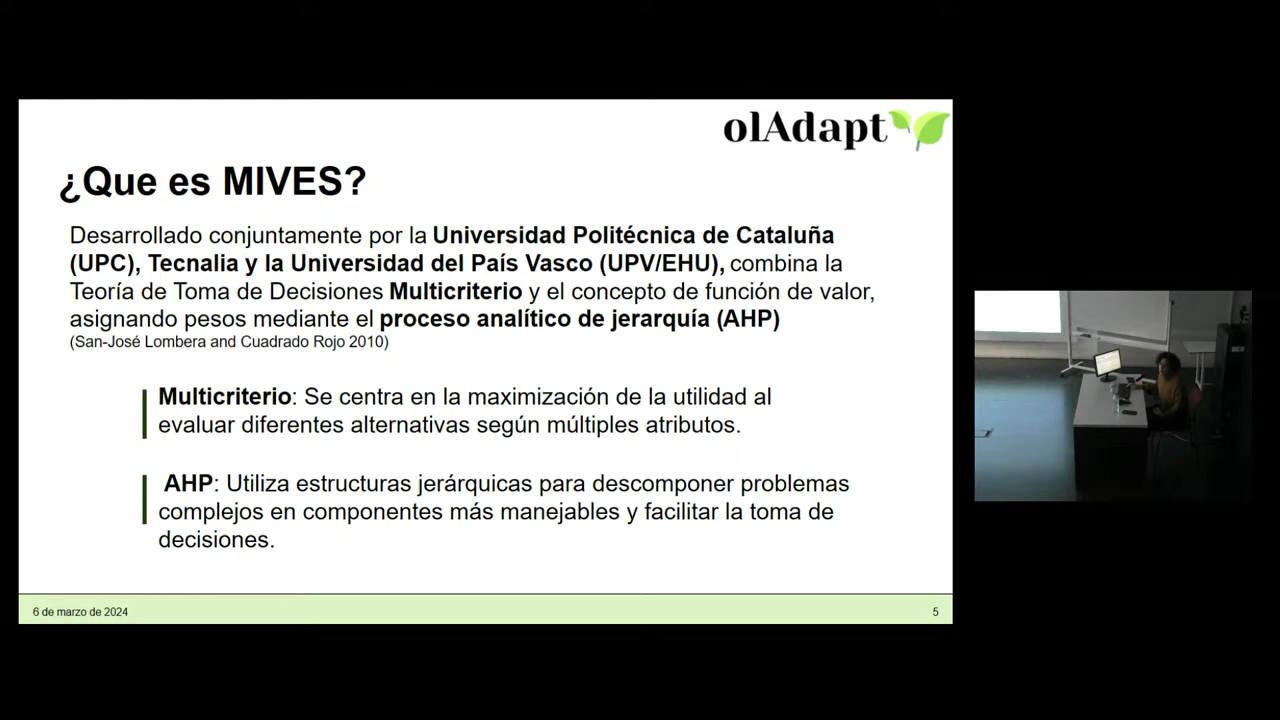 olAdapt
¿Que es MIVES?
Desarrollado conjuntamente por la Universidad Politécnica de Cataluña
(UPC), Tecnalia y la Universidad del País Vasco (UPV/EHU), combina la
Teoría de Toma de Decisiones Multicriterio y el concepto de función de valor,
asignando pesos mediante el proceso analítico de jerarquía (AHP)
(San-José Lombera and Cuadrado Rojo 2010)
Multicriterio: Se centra en la maximización de la utilidad al
evaluar diferentes alternativas según múltiples atributos.
AHP: Utiliza estructuras jerárquicas para descomponer problemas
complejos en componentes más manejables y facilitar la toma de
decisiones.
6 de marzo de 2024
5